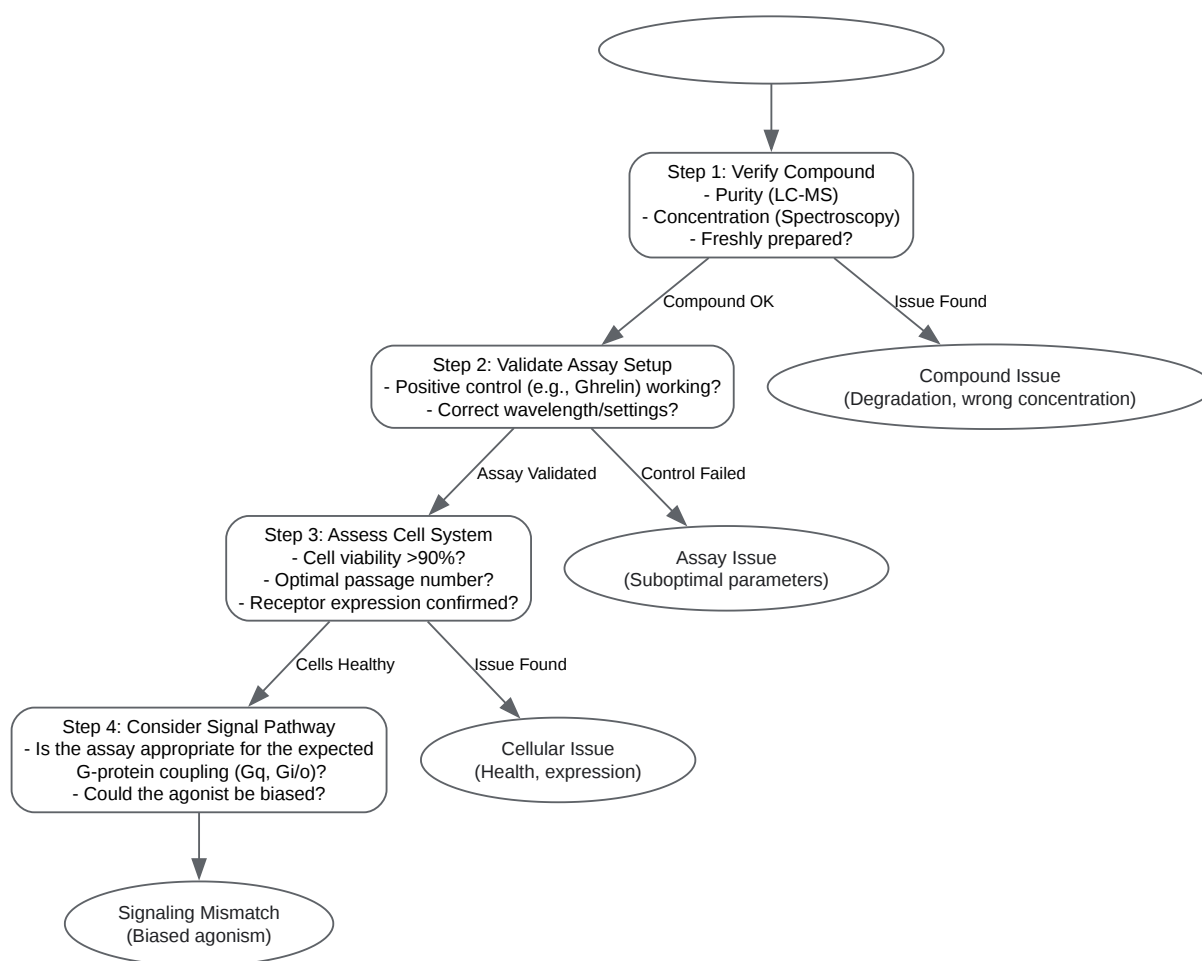 Step 1: Verify Compound
- Purity (LC-MS)
- Concentration (Spectroscopy)
- Freshly prepared?
Compound OK
Issue Found
Step 2: Validate Assay Setup
- Positive control (e.g., Ghrelin) working?
- Correct wavelength/settings?
Compound Issue
(Degradation, wrong concentration)
Assay Validated
Control Failed
Step 3: Assess Cell System
- Cell viability >90%?
- Optimal passage number?
- Receptor expression confirmed?
Assay Issue
(Suboptimal parameters)
Cells Healthy
Issue Found
Step 4: Consider Signal Pathway
- Is the assay appropriate for the expected
G-protein coupling (Gq, Gi/o)?
- Could the agonist be biased?
Cellular Issue
(Health, expression)
Signaling Mismatch
(Biased agonism)